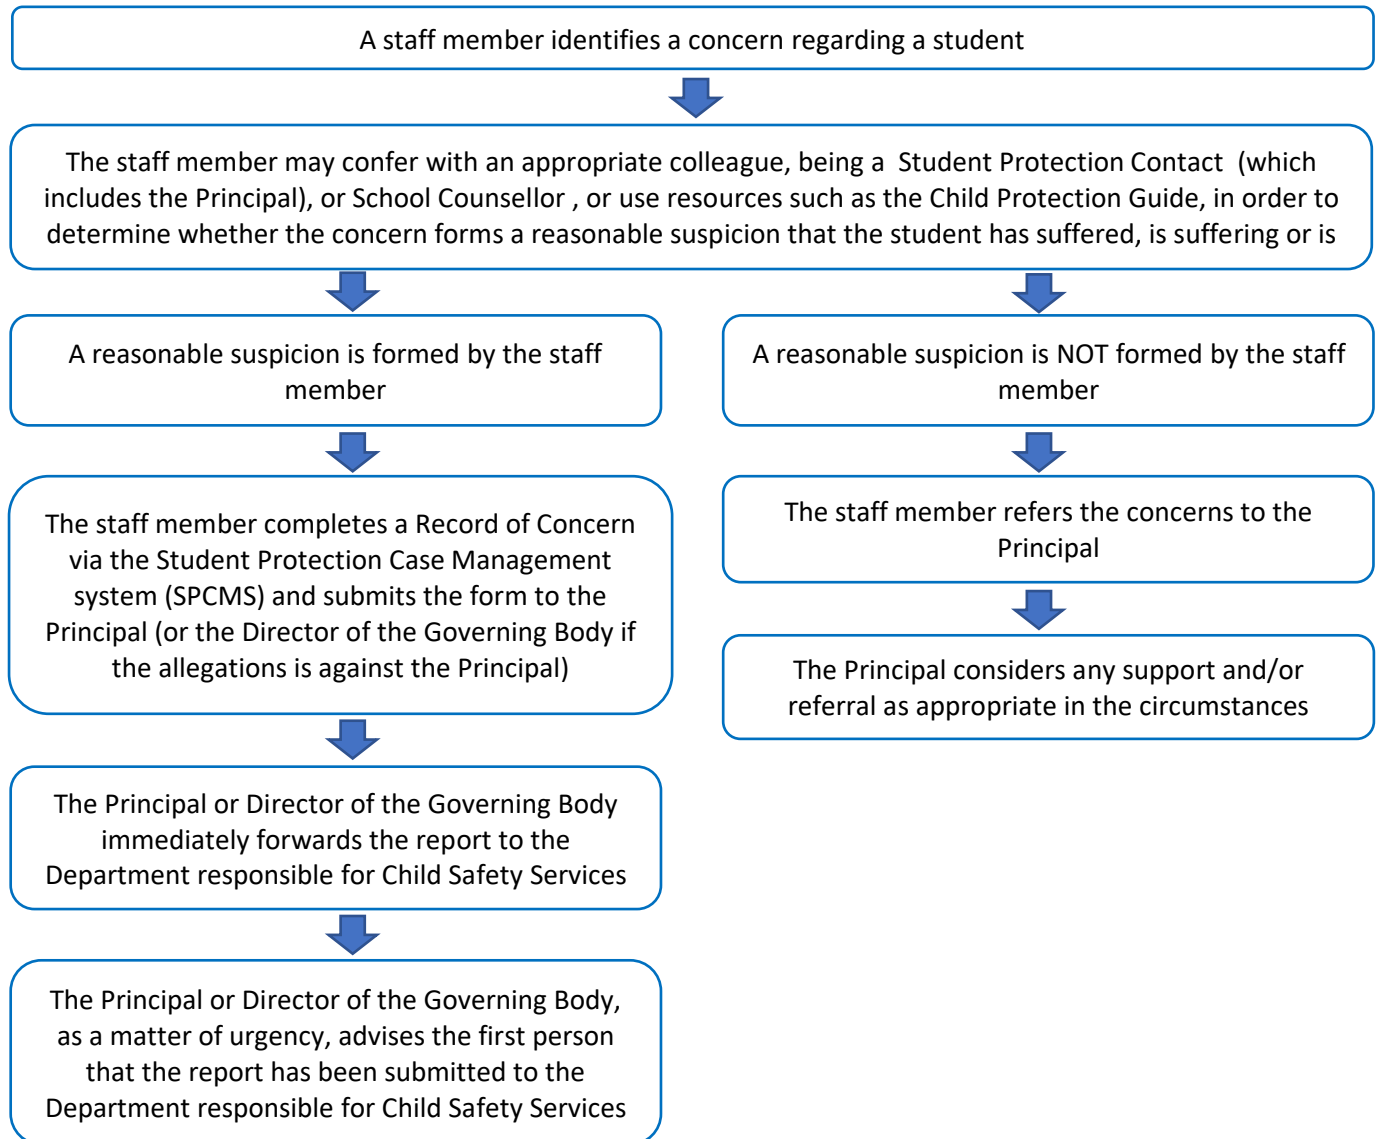 A staff member identifies a concern regarding a student
The staff member may confer with an appropriate colleague, being a  Student Protection Contact  (which
includes the Principal), or School Counsellor , or use resources such as the Child Protection Guide, in order to
determine whether the concern forms a reasonable suspicion that the student has suffered, is suffering or is
A reasonable suspicion is formed by the staff
member
A reasonable suspicion is NOT formed by the staff
member
The staff member completes a Record of Concern
via the Student Protection Case Management
system (SPCMS) and submits the form to the
Principal (or the Director of the Governing Body if
the allegations is against the Principal)
The staff member refers the concerns to the
Principal
The Principal considers any support and/or
referral as appropriate in the circumstances
The Principal or Director of the Governing Body
immediately forwards the report to the
Department responsible for Child Safety Services
The Principal or Director of the Governing Body,
as a matter of urgency, advises the first person
that the report has been submitted to the
Department responsible for Child Safety Services